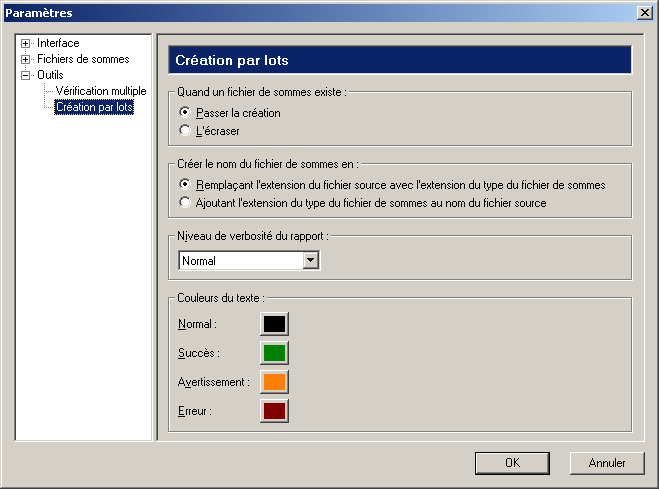 Paramètres
Interface
Fichiers de sommes
Outils
Vérification multiple
Création par lots
Création par lots
Quand un fichier de sommes existe :
Passer la création
L'écraser
Créer le nom du fichier de sommes en :
Remplaçant l'extension du fichier source avec l'extension du type du fichier de sommes
Ajoutant l'extension du type du fichier de sommes au nom du fichier source
Niveau de verbosité du rapport :
Normal
Couleurs du texte :
Normal :
Succès :
Avertissement :
Erreur :
OK
Annuler